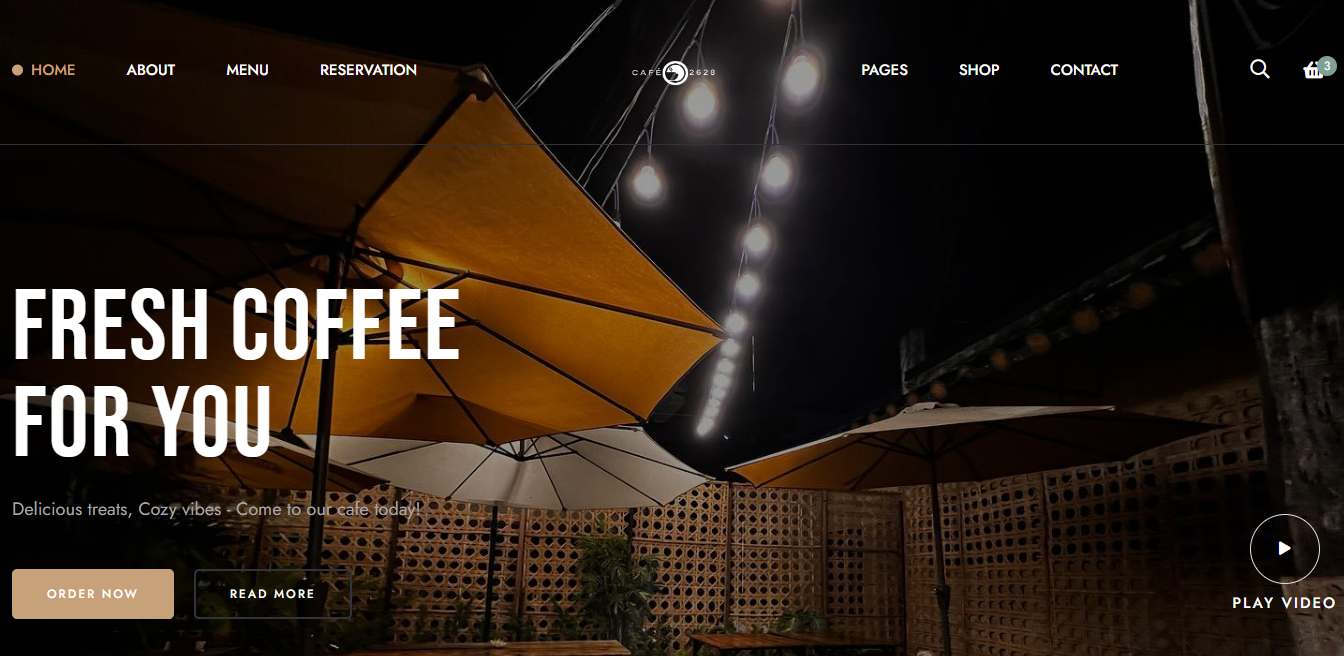 HOME ABOUT MENU RESERVATION CAFÉ 2628 PAGES SHOP CONTACT 3
FRESH COFFEE
FOR YOU
Delicious treats, Cozy vibes - Come to our cafe today!
ORDER NOW READ MORE
PLAY VIDEO